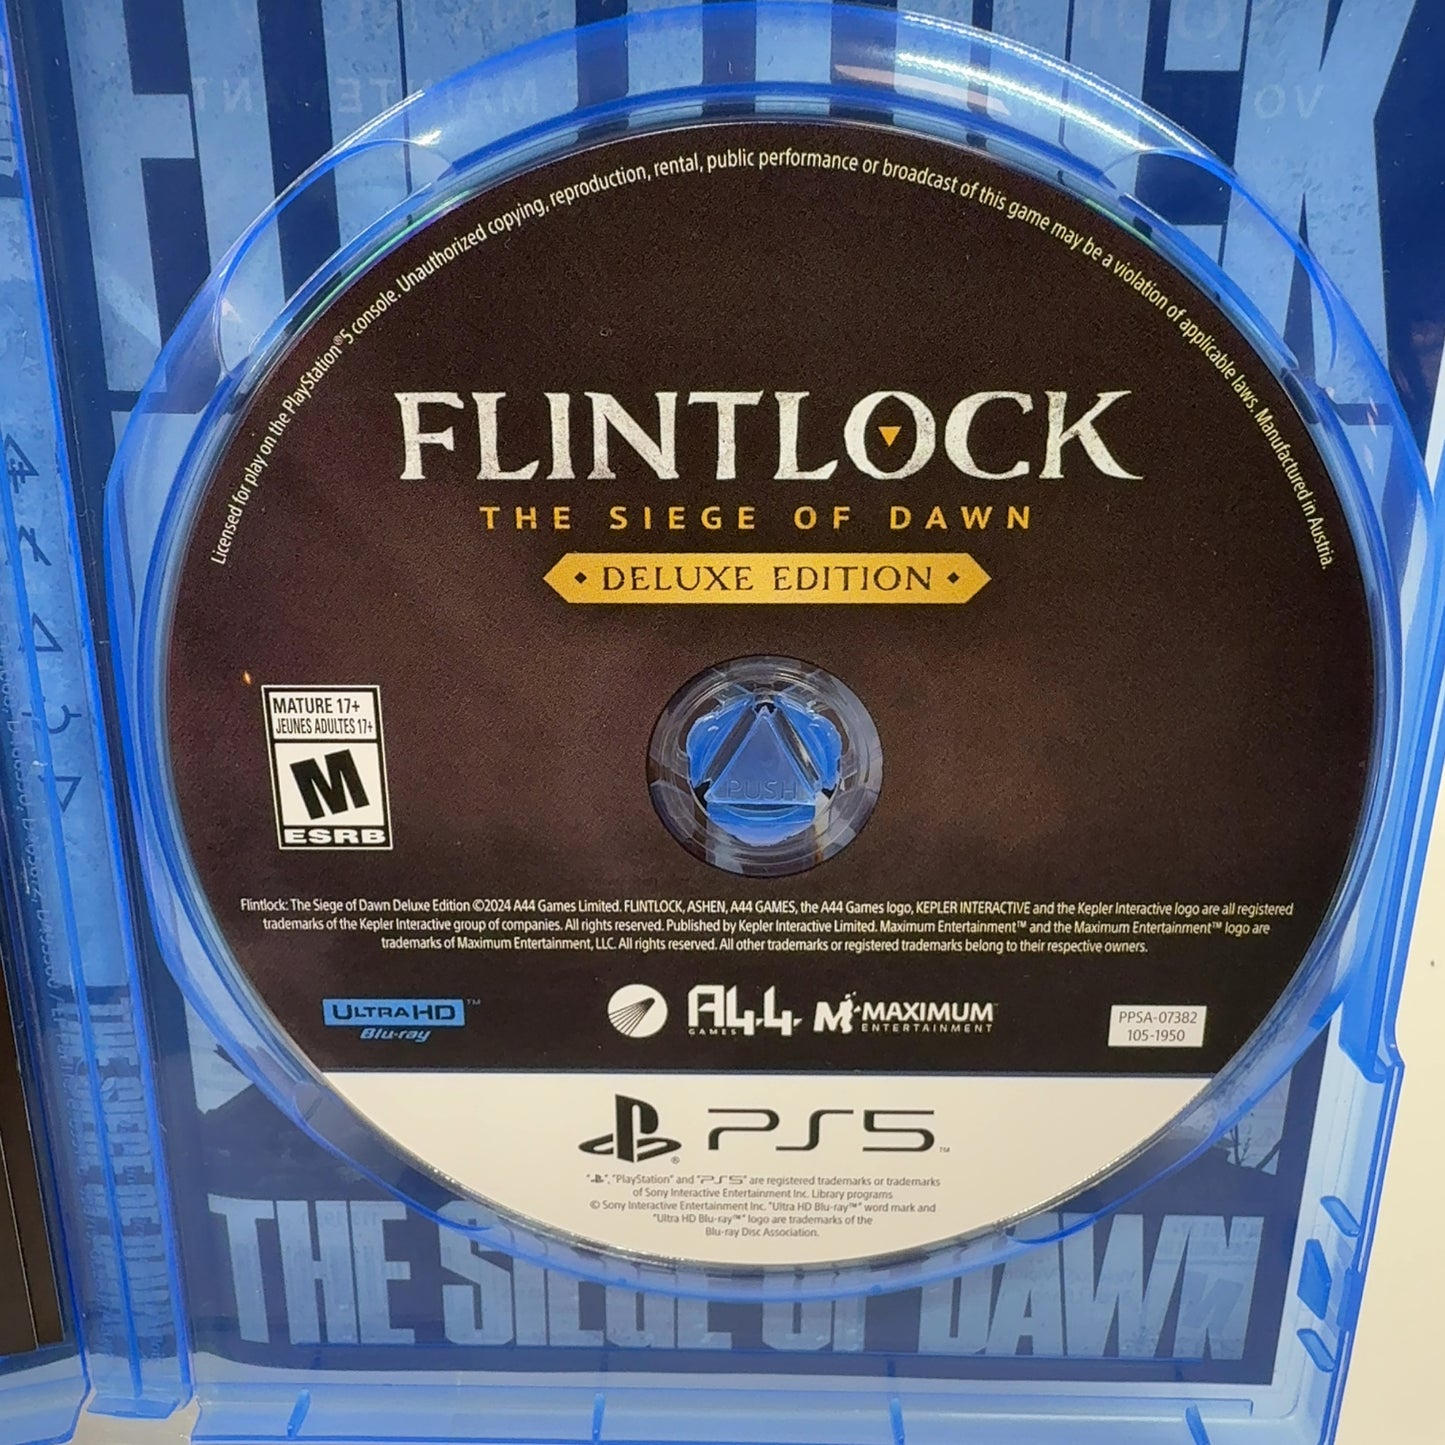 Licensed for play on the PlayStation®5 console. Unauthorized copying, reproduction, rental, public performance or broadcast of this game may be a violation of applicable laws. Manufactured in Austria.
FLINTLOCK
THE SIEGE OF DAWN
DELUXE EDITION
MATURE 17+
JEUNES ADULTES 17+
M
ESRB
PUSH
Flintlock: The Siege of Dawn Deluxe Edition ©2024 A44 Games Limited. FLINTLOCK, ASHEN, A44 GAMES, the A44 Games logo, KEPLER INTERACTIVE and the Kepler Interactive logo are all registered
trademarks of the Kepler Interactive group of companies. All rights reserved. Published by Kepler Interactive Limited. Maximum Entertainment™ and the Maximum Entertainment™ logo are
trademarks of Maximum Entertainment, LLC. All rights reserved. All other trademarks or registered trademarks belong to their respective owners.
ULTRA HD™
Blu-ray
A44
GAMES
M MAXIMUM™
ENTERTAINMENT
PPSA-07382
105-1950
PS5™
"PS", "PlayStation" and "PS5" are registered trademarks or trademarks
of Sony Interactive Entertainment Inc. Library programs
© Sony Interactive Entertainment Inc. "Ultra HD Blu-ray™" word mark and
"Ultra HD Blu-ray™" logo are trademarks of the
Blu-ray Disc Association.
THE SIEGE OF DAWN